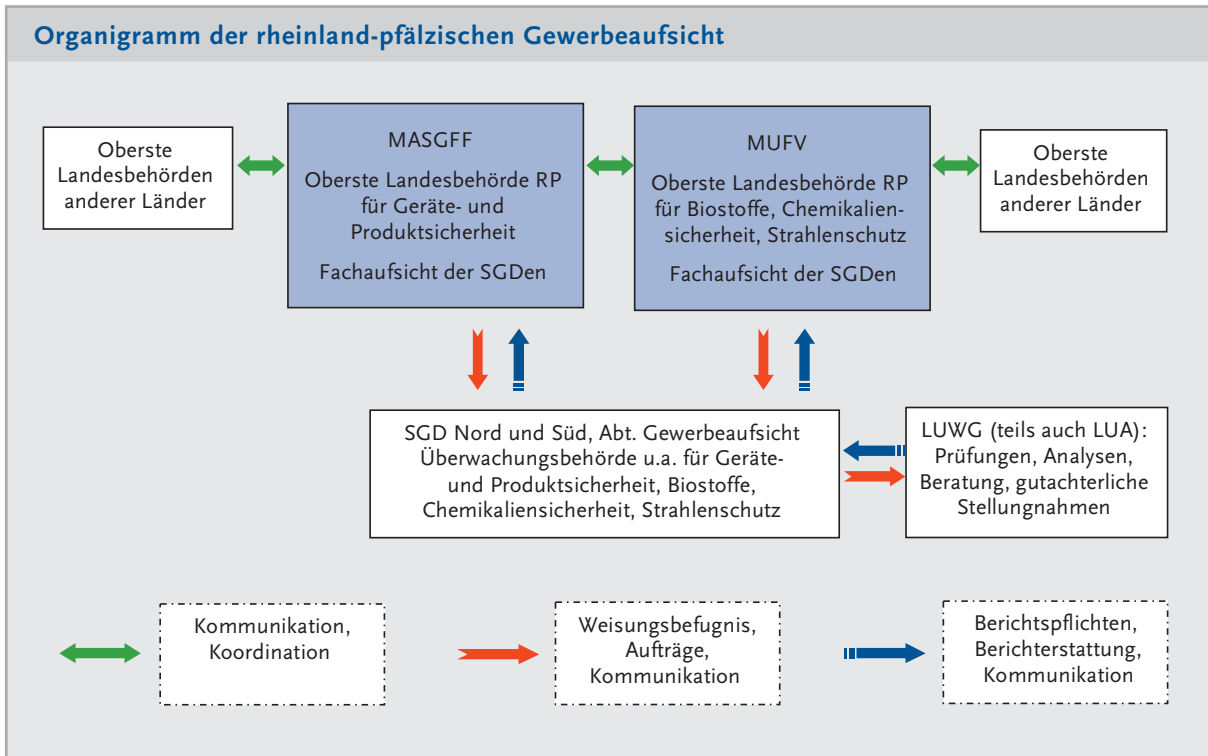 Organigramm der rheinland-pfälzischen Gewerbeaufsicht
Oberste
Landesbehörden
anderer Länder
MASGFF
Oberste Landesbehörde RP
für Geräte- und
Produktsicherheit
Fachaufsicht der SGDen
MUFV
Oberste Landesbehörde RP
für Biostoffe, Chemikalien-
sicherheit, Strahlenschutz
Fachaufsicht der SGDen
Oberste
Landesbehörden
anderer Länder
SGD Nord und Süd, Abt. Gewerbeaufsicht
Überwachungsbehörde u.a. für Geräte-
und Produktsicherheit, Biostoffe,
Chemikaliensicherheit, Strahlenschutz
LUWG (teils auch LUA):
Prüfungen, Analysen,
Beratung, gutachterliche
Stellungnahmen
Kommunikation,
Koordination
Weisungsbefugnis,
Aufträge,
Kommunikation
Berichtspflichten,
Berichterstattung,
Kommunikation